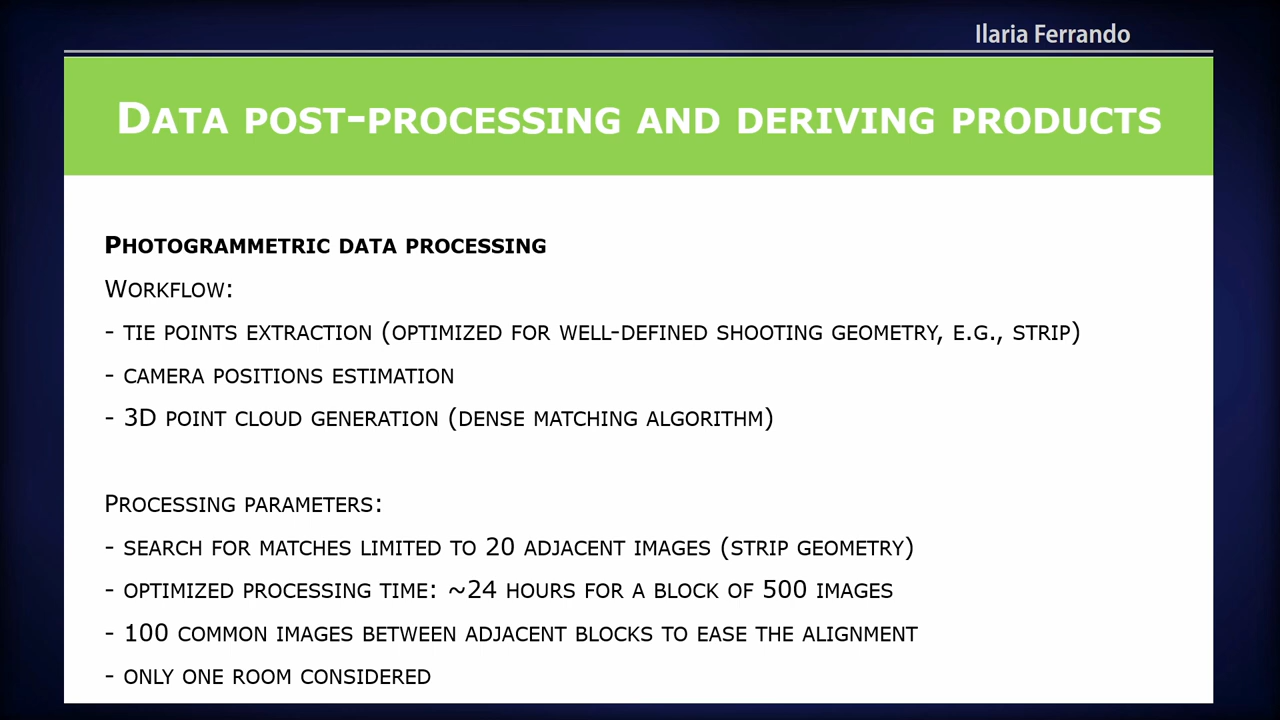 Ilaria Ferrando
Data post-processing and deriving products
Photogrammetric data processing
Workflow:
- tie points extraction (optimized for well-defined shooting geometry, e.g., strip)
- camera positions estimation
- 3D point cloud generation (dense matching algorithm)
Processing parameters:
- search for matches limited to 20 adjacent images (strip geometry)
- optimized processing time: ~24 hours for a block of 500 images
- 100 common images between adjacent blocks to ease the alignment
- only one room considered